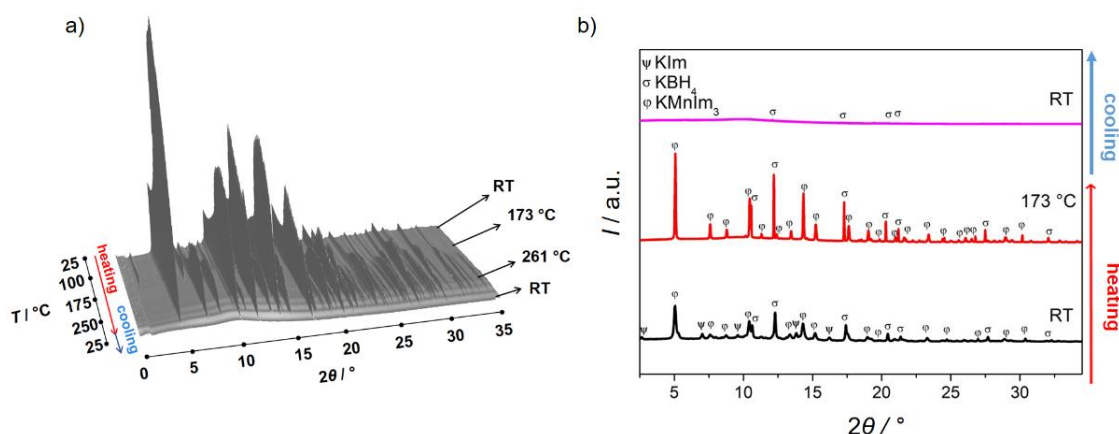 a)
RT
173 °C
261 °C
RT
25
100
175
250
25
T / °C
heating
cooling
0
5
10
15
20
25
30
35
2θ / °
b)
ψ KIm
σ KBH4
φ KMnIm3
RT
σ σ σ σ
173 °C
φ φ φ φ σ φ σ φ φ φ φ σ φ φ σ φ σ φ φ φ φ φ×φ σ φ φ σ
RT
ψ φ ψ φ φ ψ φ σ σ φ ψ φ φ ψ σ φ φ σ σ φ φ φ σ φ φ σ
I / a.u.
5
10
15
20
25
30
2θ / °
cooling
heating